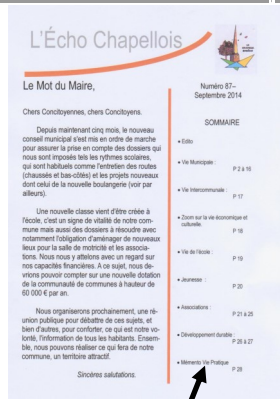 L'Écho Chapellois
Le Mot du Maire,
Chers Concitoyennes, chers Concitoyens.
Depuis maintenant cinq mois, le nouveau
conseil municipal s'est mis en ordre de marche
pour assurer la prise en compte des dossiers qui
nous sont imposés tels les rythmes scolaires,
qui sont habituels comme l'entretien des routes
(chaussés et bas-côtés) et les projets nouveaux
dont celui de la nouvelle boulangerie (voir par
ailleurs).
Une nouvelle classe vient d'être créée à
l'école, c'est un signe de vitalité de notre com-
mune mais aussi des dossiers à résoudre avec
notamment l'obligation d'aménager de nouveaux
lieux pour la salle de motricité et les associa-
tions. Nous nous y attelons avec un regard sur
nos capacités financières. A ce sujet, nous de-
vrions pouvoir compter sur une nouvelle dotation
de la communauté de communes à hauteur de
60 000 € par an.
Nous organiserons prochainement, une ré-
union publique pour débattre de ces sujets, et
bien d'autres, pour conforter, ce qui est notre vo-
lonté, l'information de tous les habitants. Ensem-
ble, nous pouvons réaliser ce qui fera de notre
commune, un territoire attractif.
Sincères salutations.
Numéro 87–
Septembre 2014
SOMMAIRE
• Edito
• Vie Municipale :
P 2 à 16
• Vie Intercommunale :
P 17
• Zoom sur la vie économique et
culturelle.
P 18
• Vie de l'école :
P 19
• Jeunesse :
P 20
• Associations :
P 21 à 25
• Développement durable :
P 26 à 27
• Mémento Vie Pratique
P 28